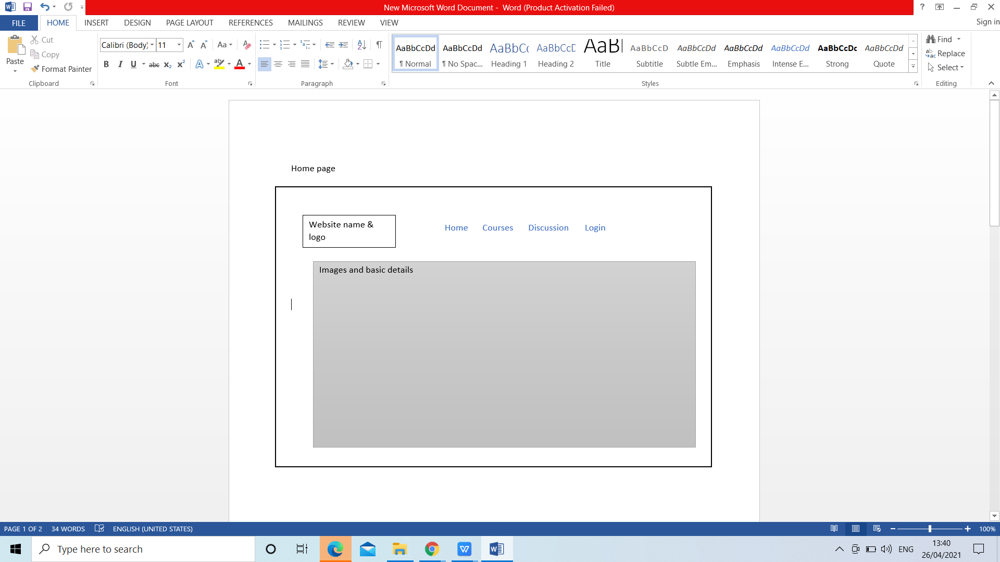 New Microsoft Word Document - Word (Product Activation Failed)
?
FILE HOME INSERT DESIGN PAGE LAYOUT REFERENCES MAILINGS REVIEW VIEW
Sign in
Paste
Cut
Copy
Format Painter
Clipboard
Calibri (Body)
11
Font
Paragraph
AaBbCcDd AaBbCcDd AaBbCc AaBbCcD AaBb AaBbCcD AaBbCcDd AaBbCcDd AaBbCcDd AaBbCcDc AaBbCcDd
¶ Normal ¶ No Spac... Heading 1 Heading 2 Title Subtitle Subtle Em... Emphasis Intense E... Strong Quote
Styles
Find
Replace
Select
Editing
Home page
Website name &
logo
Home Courses Discussion Login
Images and basic details
PAGE 1 OF 2 34 WORDS ENGLISH (UNITED STATES)
100%
Type here to search
ENG
13:40
26/04/2021